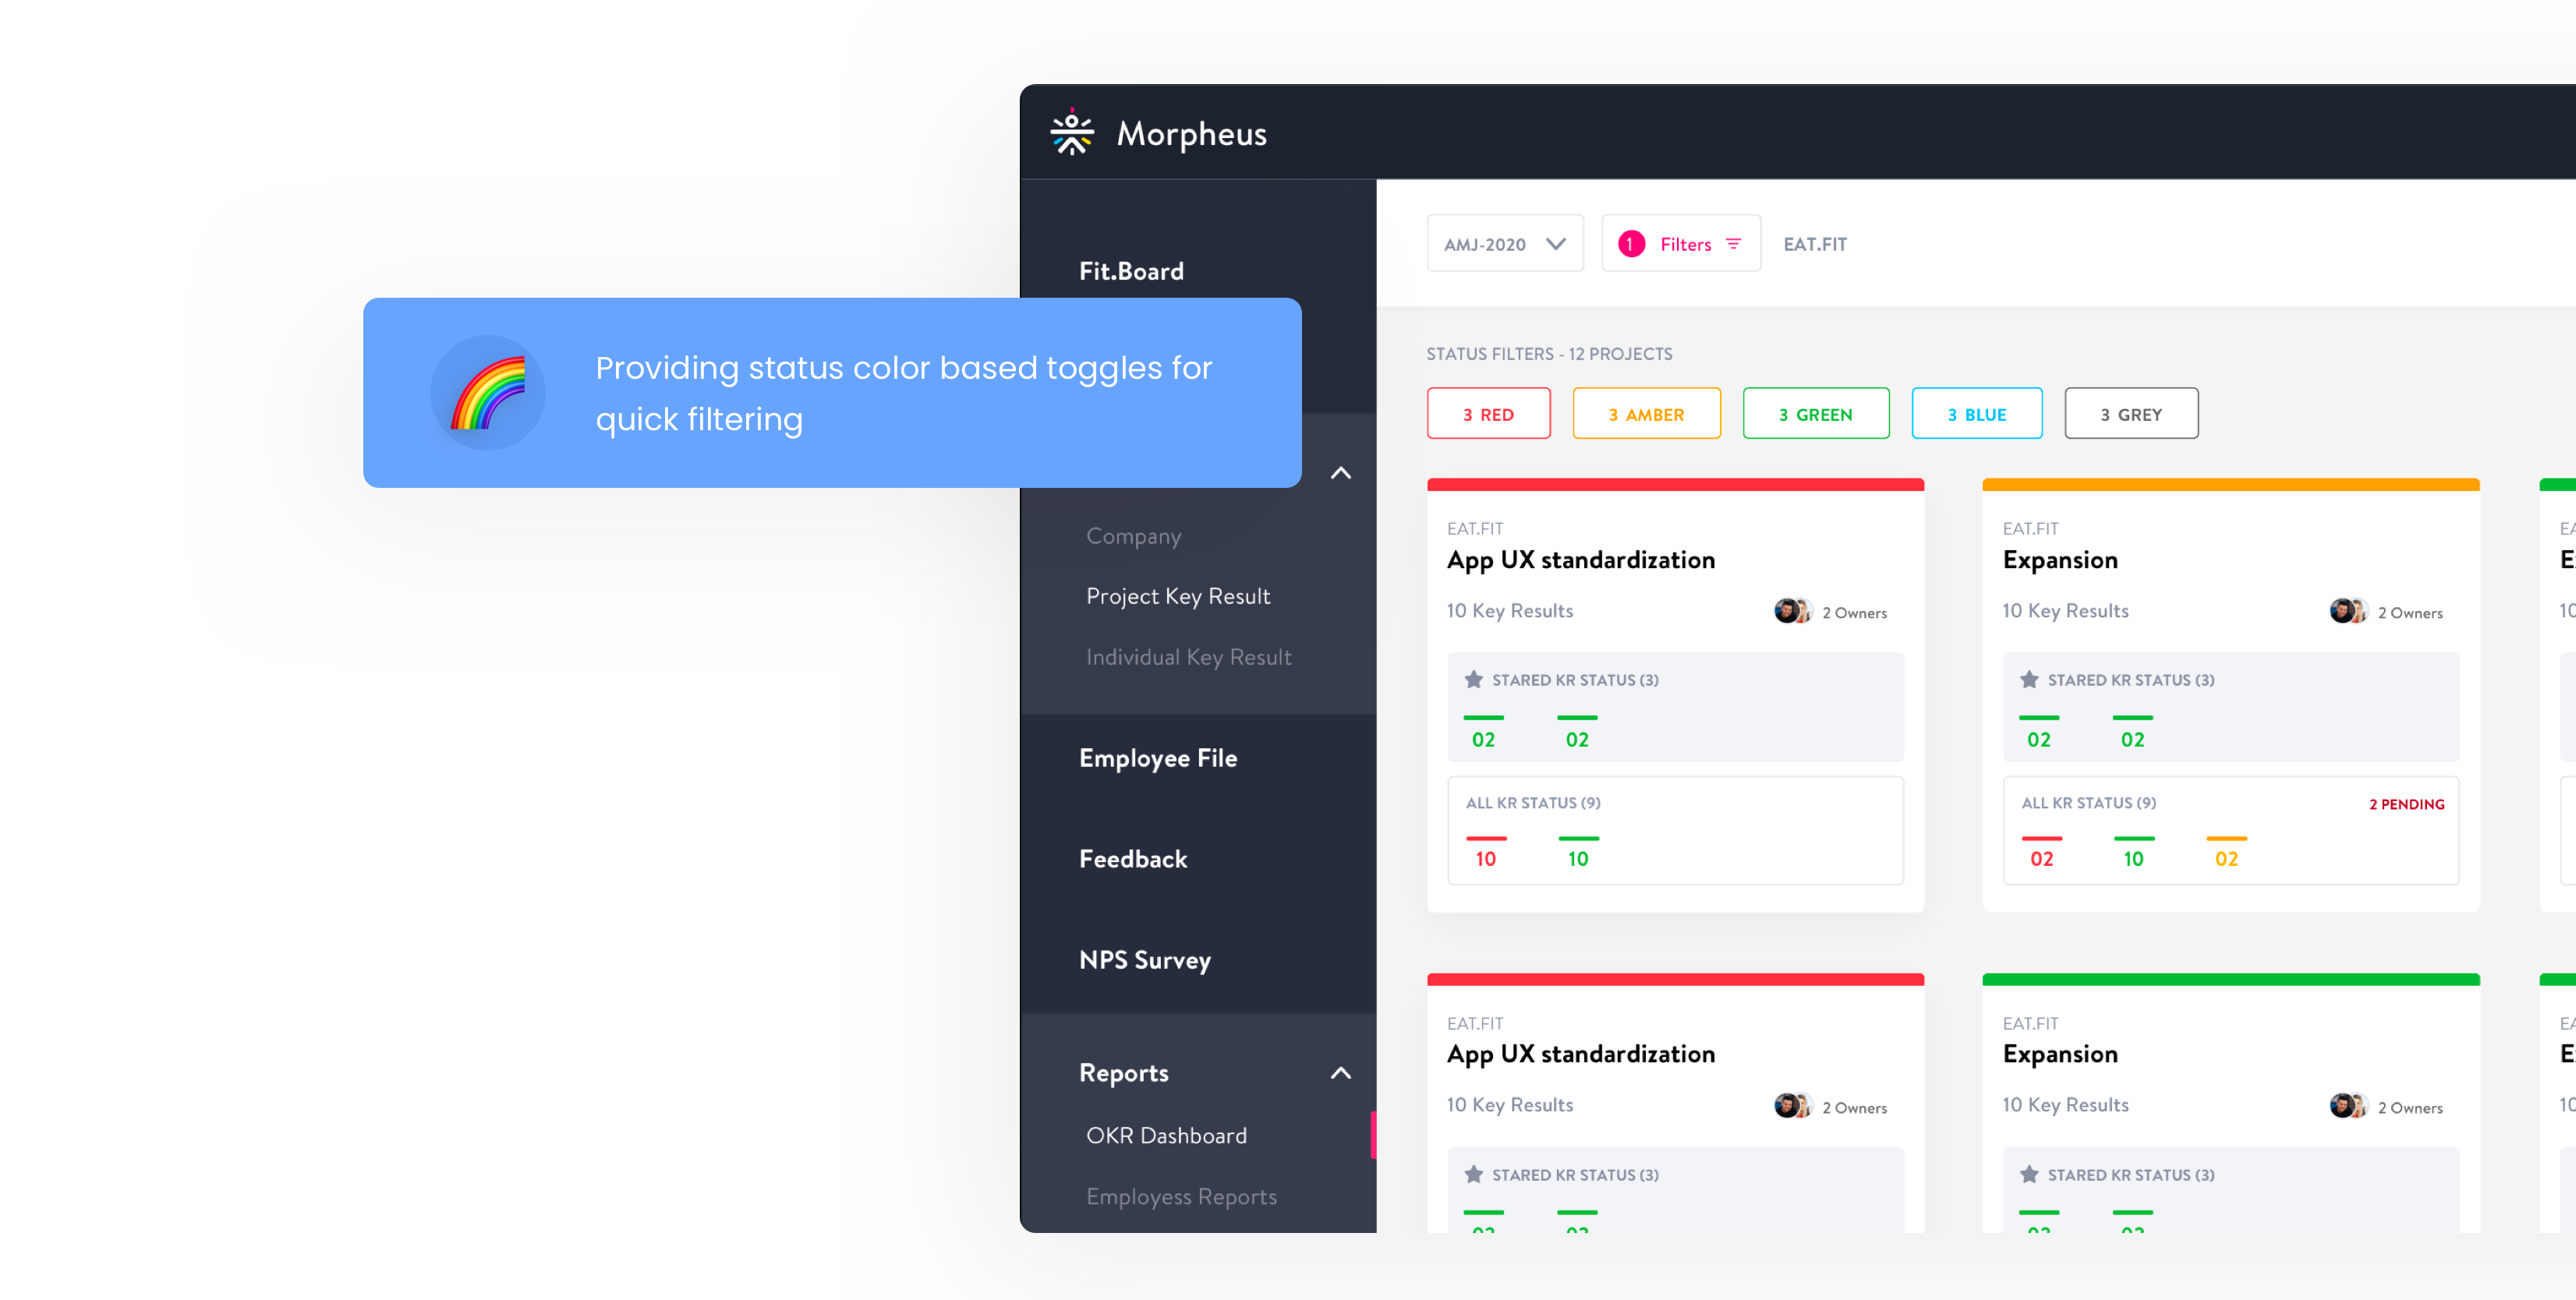 Morpheus
AMJ-2020
1 Filters
EAT.FIT
Fit.Board
Providing status color based toggles for
quick filtering
Company
Project Key Result
Individual Key Result
Employee File
Feedback
NPS Survey
Reports
OKR Dashboard
Employess Reports
STATUS FILTERS - 12 PROJECTS
3 RED
3 AMBER
3 GREEN
3 BLUE
3 GREY
EAT.FIT
App UX standardization
10 Key Results
2 Owners
STARED KR STATUS (3)
02 02
ALL KR STATUS (9)
10 10
EAT.FIT
Expansion
10 Key Results
2 Owners
STARED KR STATUS (3)
02 02
ALL KR STATUS (9)
2 PENDING
02 10 02
EAT.FIT
App UX standardization
10 Key Results
2 Owners
STARED KR STATUS (3)
EAT.FIT
Expansion
10 Key Results
2 Owners
STARED KR STATUS (3)